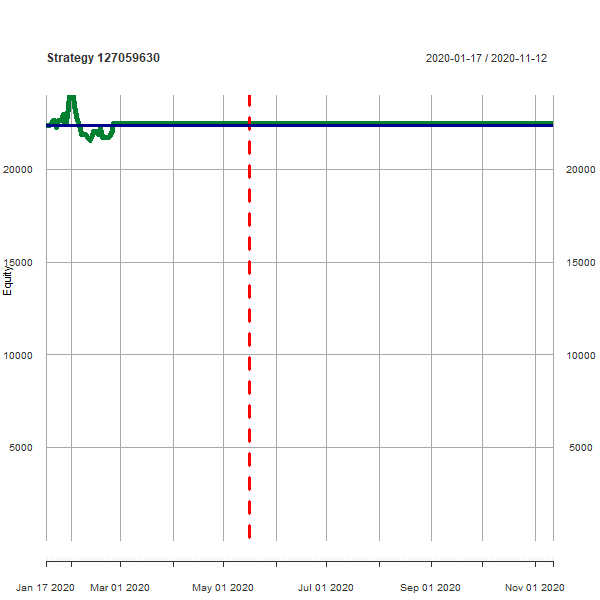 Strategy 127059630
2020-01-17 / 2020-11-12
20000
20000
15000
15000
Equity
10000
10000
5000
5000
Jan 17 2020
Mar 01 2020
May 01 2020
Jul 01 2020
Sep 01 2020
Nov 01 2020